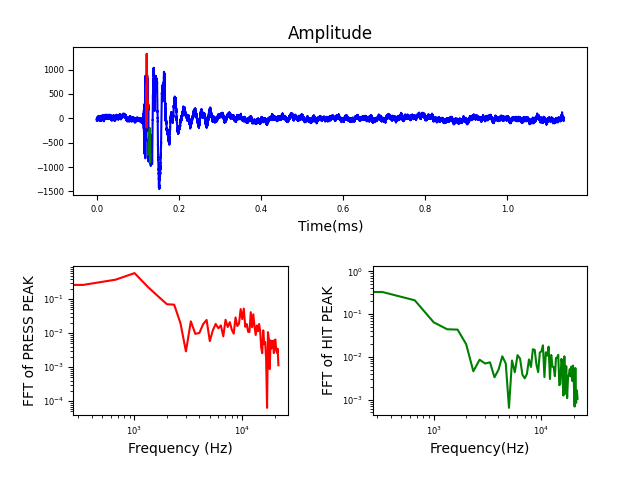 Amplitude
1000
500
0
−500
−1000
−1500
0.0 0.2 0.4 0.6 0.8 1.0
Time(ms)
FFT of PRESS PEAK
10⁻¹
10⁻²
10⁻³
10⁻⁴
10³ 10⁴
Frequency (Hz)
FFT of HIT PEAK
10⁰
10⁻¹
10⁻²
10⁻³
10³ 10⁴
Frequency(Hz)